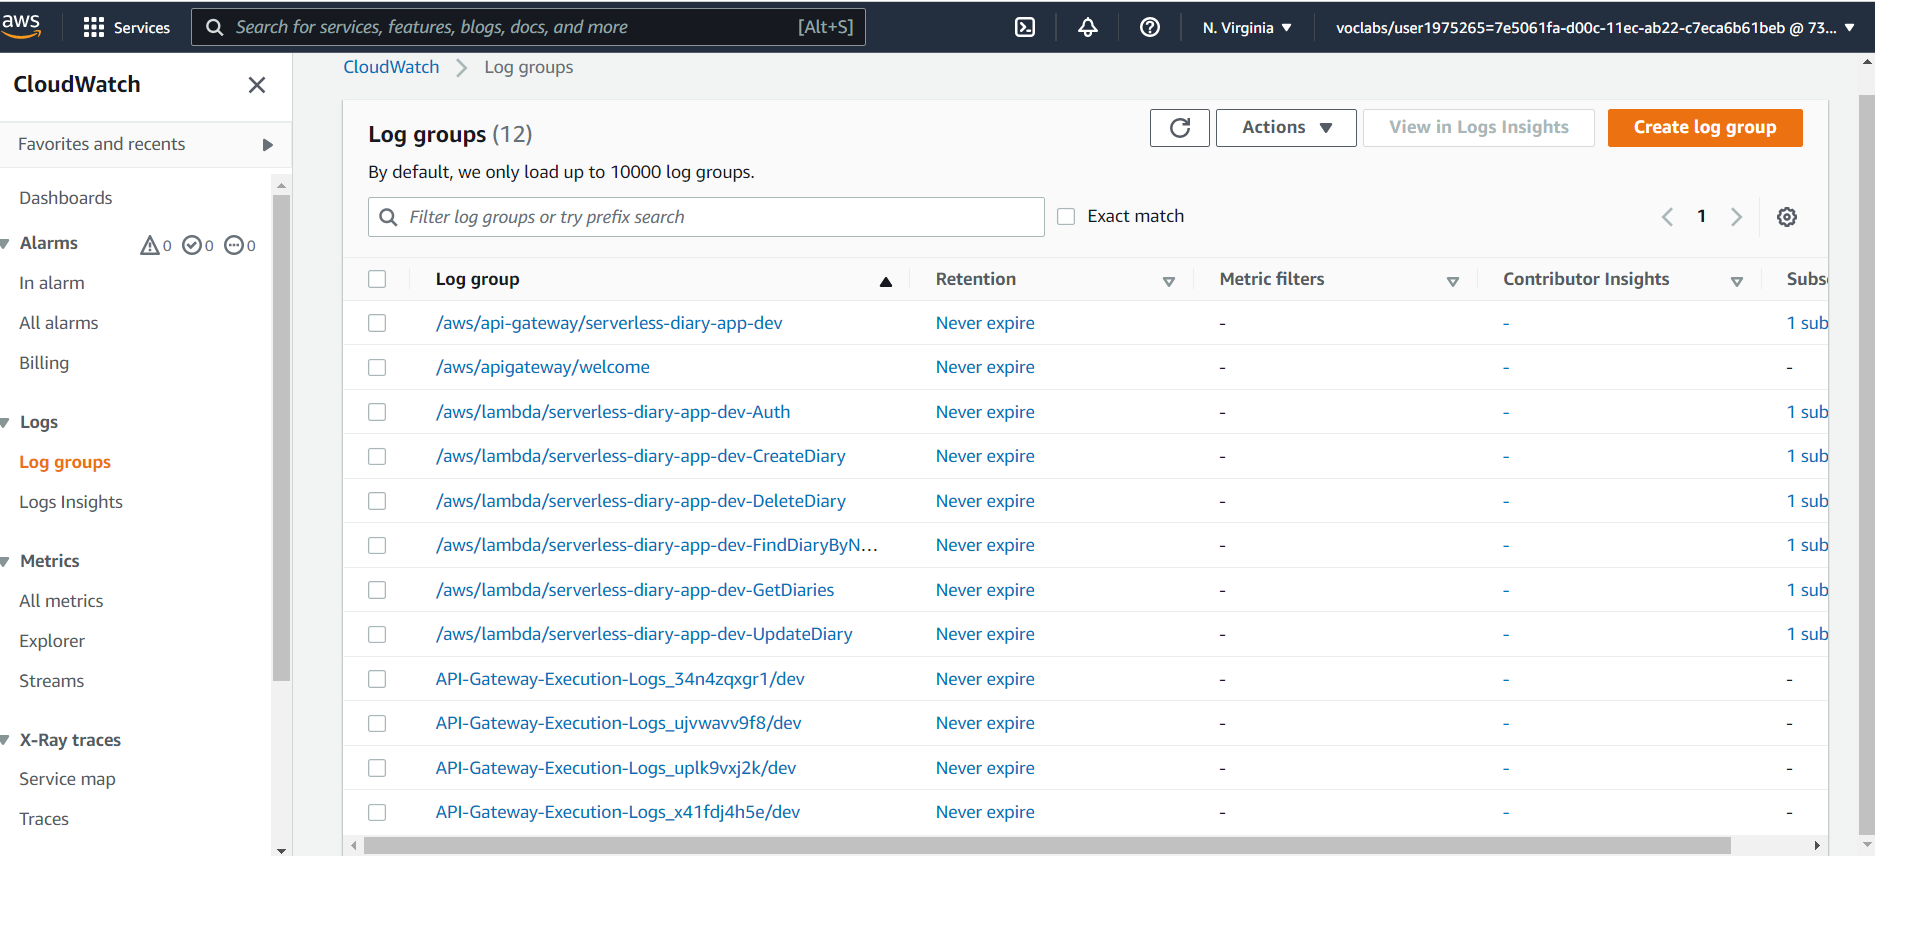 aws
Services
Search for services, features, blogs, docs, and more [Alt+S]
N. Virginia
voclabs/user1975265=7e5061fa-d00c-11ec-ab22-c7eca6b61beb @ 73...
CloudWatch
Favorites and recents
Dashboards
Alarms 0 0 0
In alarm
All alarms
Billing
Logs
Log groups
Logs Insights
Metrics
All metrics
Explorer
Streams
X-Ray traces
Service map
Traces
CloudWatch Log groups
Log groups (12)
Actions
View in Logs Insights
Create log group
By default, we only load up to 10000 log groups.
Filter log groups or try prefix search
Exact match
1
Log group Retention Metric filters Contributor Insights Subs
/aws/api-gateway/serverless-diary-app-dev Never expire - - 1 sub
/aws/apigateway/welcome Never expire - - -
/aws/lambda/serverless-diary-app-dev-Auth Never expire - - 1 sub
/aws/lambda/serverless-diary-app-dev-CreateDiary Never expire - - 1 sub
/aws/lambda/serverless-diary-app-dev-DeleteDiary Never expire - - 1 sub
/aws/lambda/serverless-diary-app-dev-FindDiaryByN... Never expire - - 1 sub
/aws/lambda/serverless-diary-app-dev-GetDiaries Never expire - - 1 sub
/aws/lambda/serverless-diary-app-dev-UpdateDiary Never expire - - 1 sub
API-Gateway-Execution-Logs_34n4zqxgr1/dev Never expire - - -
API-Gateway-Execution-Logs_ujvwavv9f8/dev Never expire - - -
API-Gateway-Execution-Logs_uplk9vxj2k/dev Never expire - - -
API-Gateway-Execution-Logs_x41fdj4h5e/dev Never expire - - -